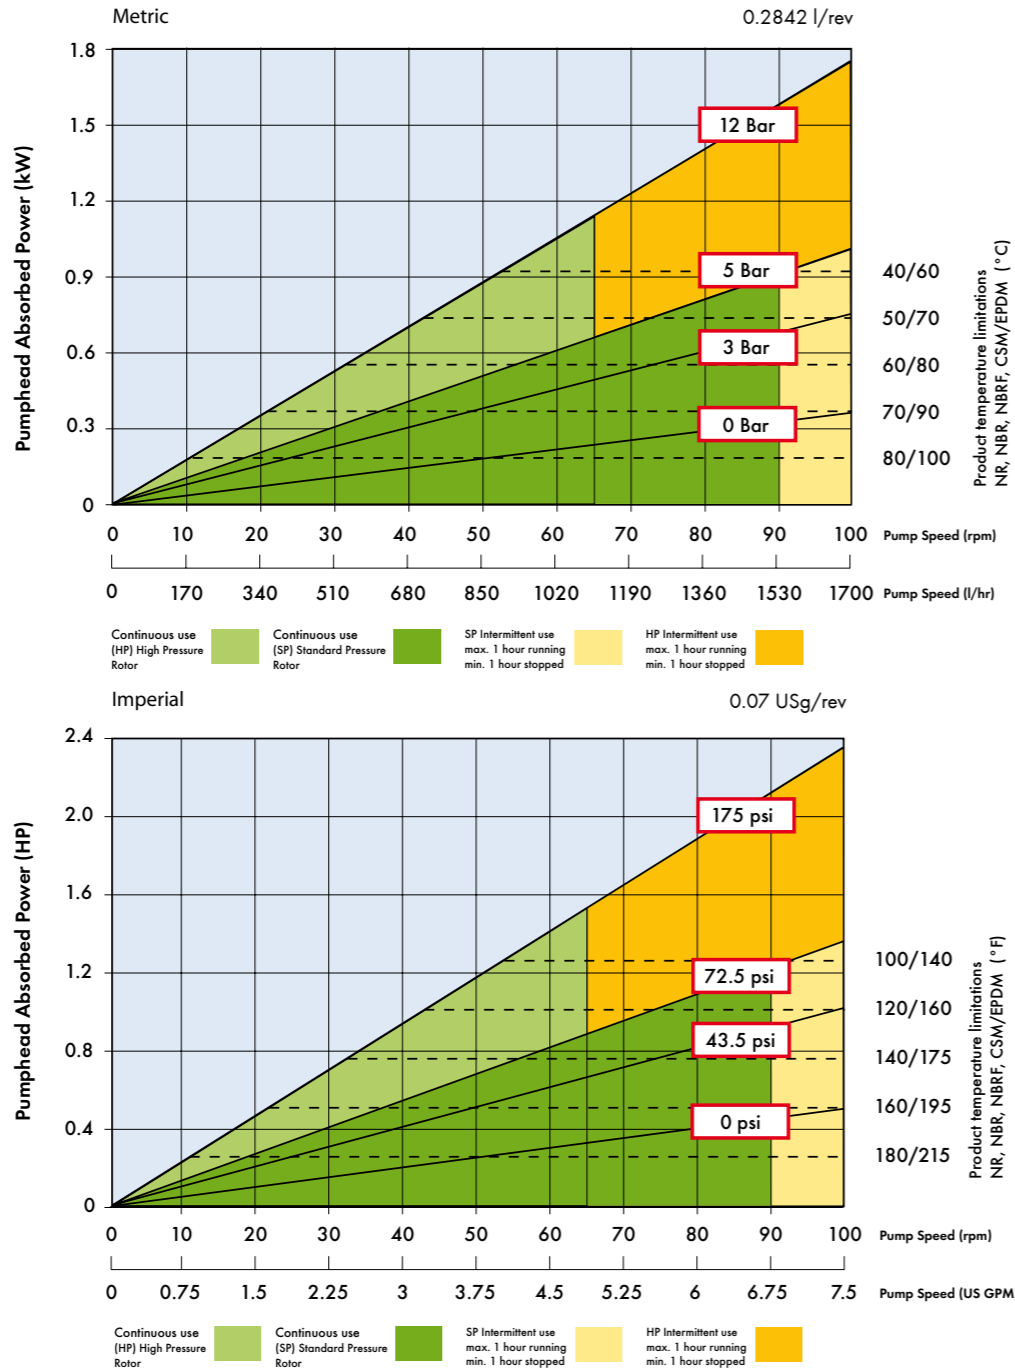 Metric
0.2842 l/rev
Pumphead Absorbed Power (kW)
1.8
1.5
1.2
0.9
0.6
0.3
0
12 Bar
5 Bar
3 Bar
0 Bar
40/60
50/70
60/80
70/90
80/100
Product temperature limitations
NR, NBR, NBRF, CSM/EPDM (°C)
0 10 20 30 40 50 60 70 80 90 100 Pump Speed (rpm)
0 170 340 510 680 850 1020 1190 1360 1530 1700 Pump Speed (l/hr)
Continuous use
(HP) High Pressure
Rotor
Continuous use
(SP) Standard Pressure
Rotor
SP Intermittent use
max. 1 hour running
min. 1 hour stopped
HP Intermittent use
max. 1 hour running
min. 1 hour stopped
Imperial
0.07 USg/rev
Pumphead Absorbed Power (HP)
2.4
2.0
1.6
1.2
0.8
0.4
0
175 psi
72.5 psi
43.5 psi
0 psi
100/140
120/160
140/175
160/195
180/215
Product temperature limitations
NR, NBR, NBRF, CSM/EPDM (°F)
0 10 20 30 40 50 60 70 80 90 100 Pump Speed (rpm)
0 0.75 1.5 2.25 3 3.75 4.5 5.25 6 6.75 7.5 Pump Speed (US GPM
Continuous use
(HP) High Pressure
Rotor
Continuous use
(SP) Standard Pressure
Rotor
SP Intermittent use
max. 1 hour running
min. 1 hour stopped
HP Intermittent use
max. 1 hour running
min. 1 hour stopped